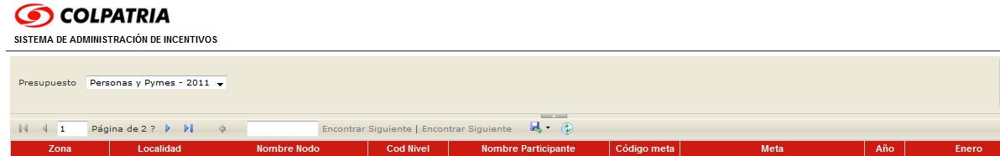 COLPATRIA
SISTEMA DE ADMINISTRACIÓN DE INCENTIVOS
Presupuesto Personas y Pymes - 2011
1 Página de 2 ? Encontrar Siguiente | Encontrar Siguiente
Zona Localidad Nombre Nodo Cod Nivel Nombre Participante Código meta Meta Año Enero